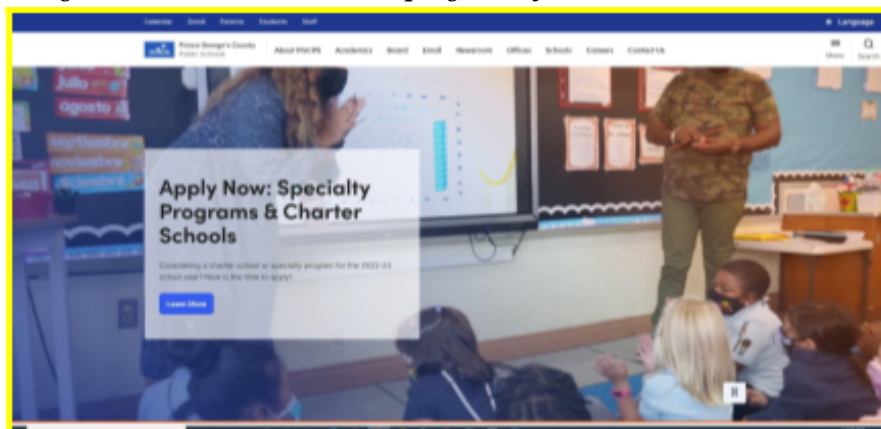 Calendar Gmail Parents Students Staff
Language
Prince George's County
Public Schools
About PGCPS Academics Board Enroll Newsroom Offices Schools Careers Contact Us
Menu
Search
julio
agosto
septiembre
noviembre
diciembre
Apply Now: Specialty
Programs & Charter
Schools
Considering a charter school or specialty program for the 2022-23
school year? Now is the time to apply!
Learn More